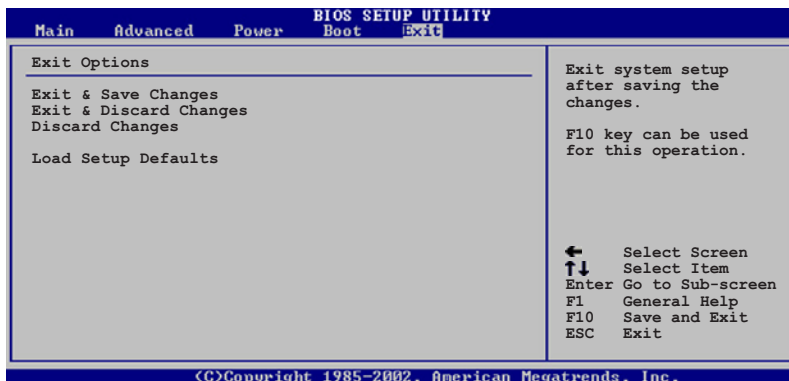 BIOS SETUP UTILITY
Main Advanced Power Boot Exit
Exit Options
Exit & Save Changes
Exit & Discard Changes
Discard Changes
Load Setup Defaults
Exit system setup
after saving the
changes.
F10 key can be used
for this operation.
← Select Screen
↑↓ Select Item
Enter Go to Sub-screen
F1 General Help
F10 Save and Exit
ESC Exit
(C)Copyright 1985-2002, American Megatrends, Inc.